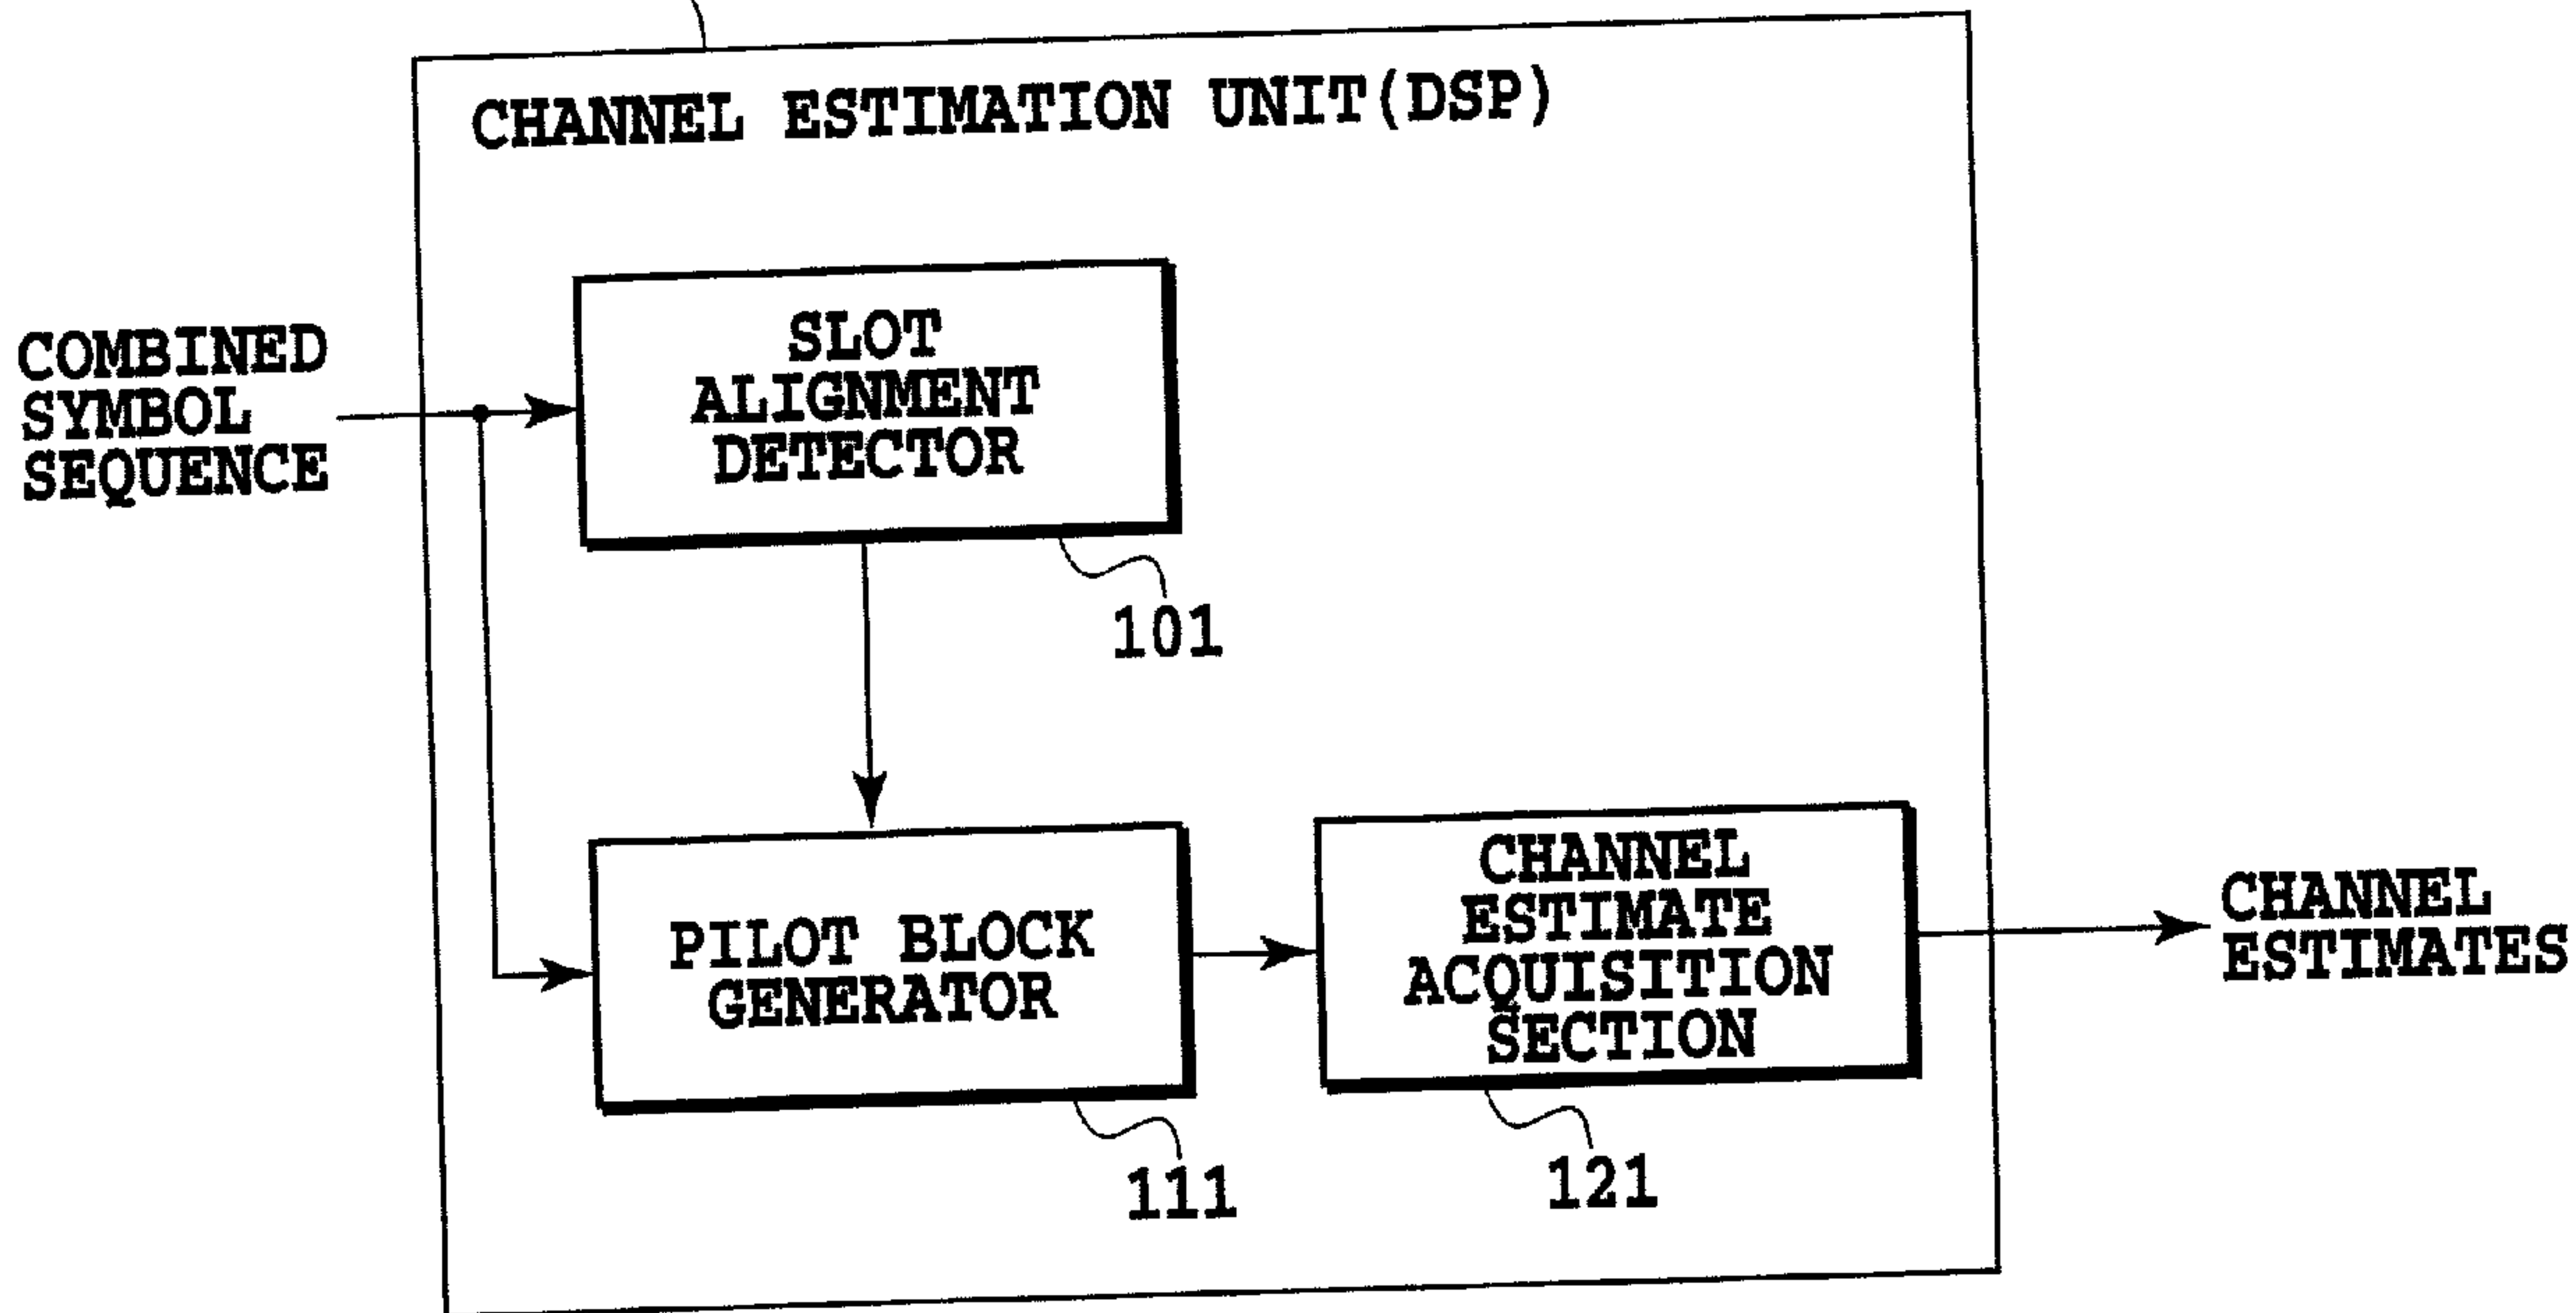 CHANNEL ESTIMATION UNIT(DSP)
COMBINED
SYMBOL
SEQUENCE
SLOT
ALIGNMENT
DETECTOR
101
PILOT BLOCK
GENERATOR
111
CHANNEL
ESTIMATE
ACQUISITION
SECTION
121
CHANNEL
ESTIMATES